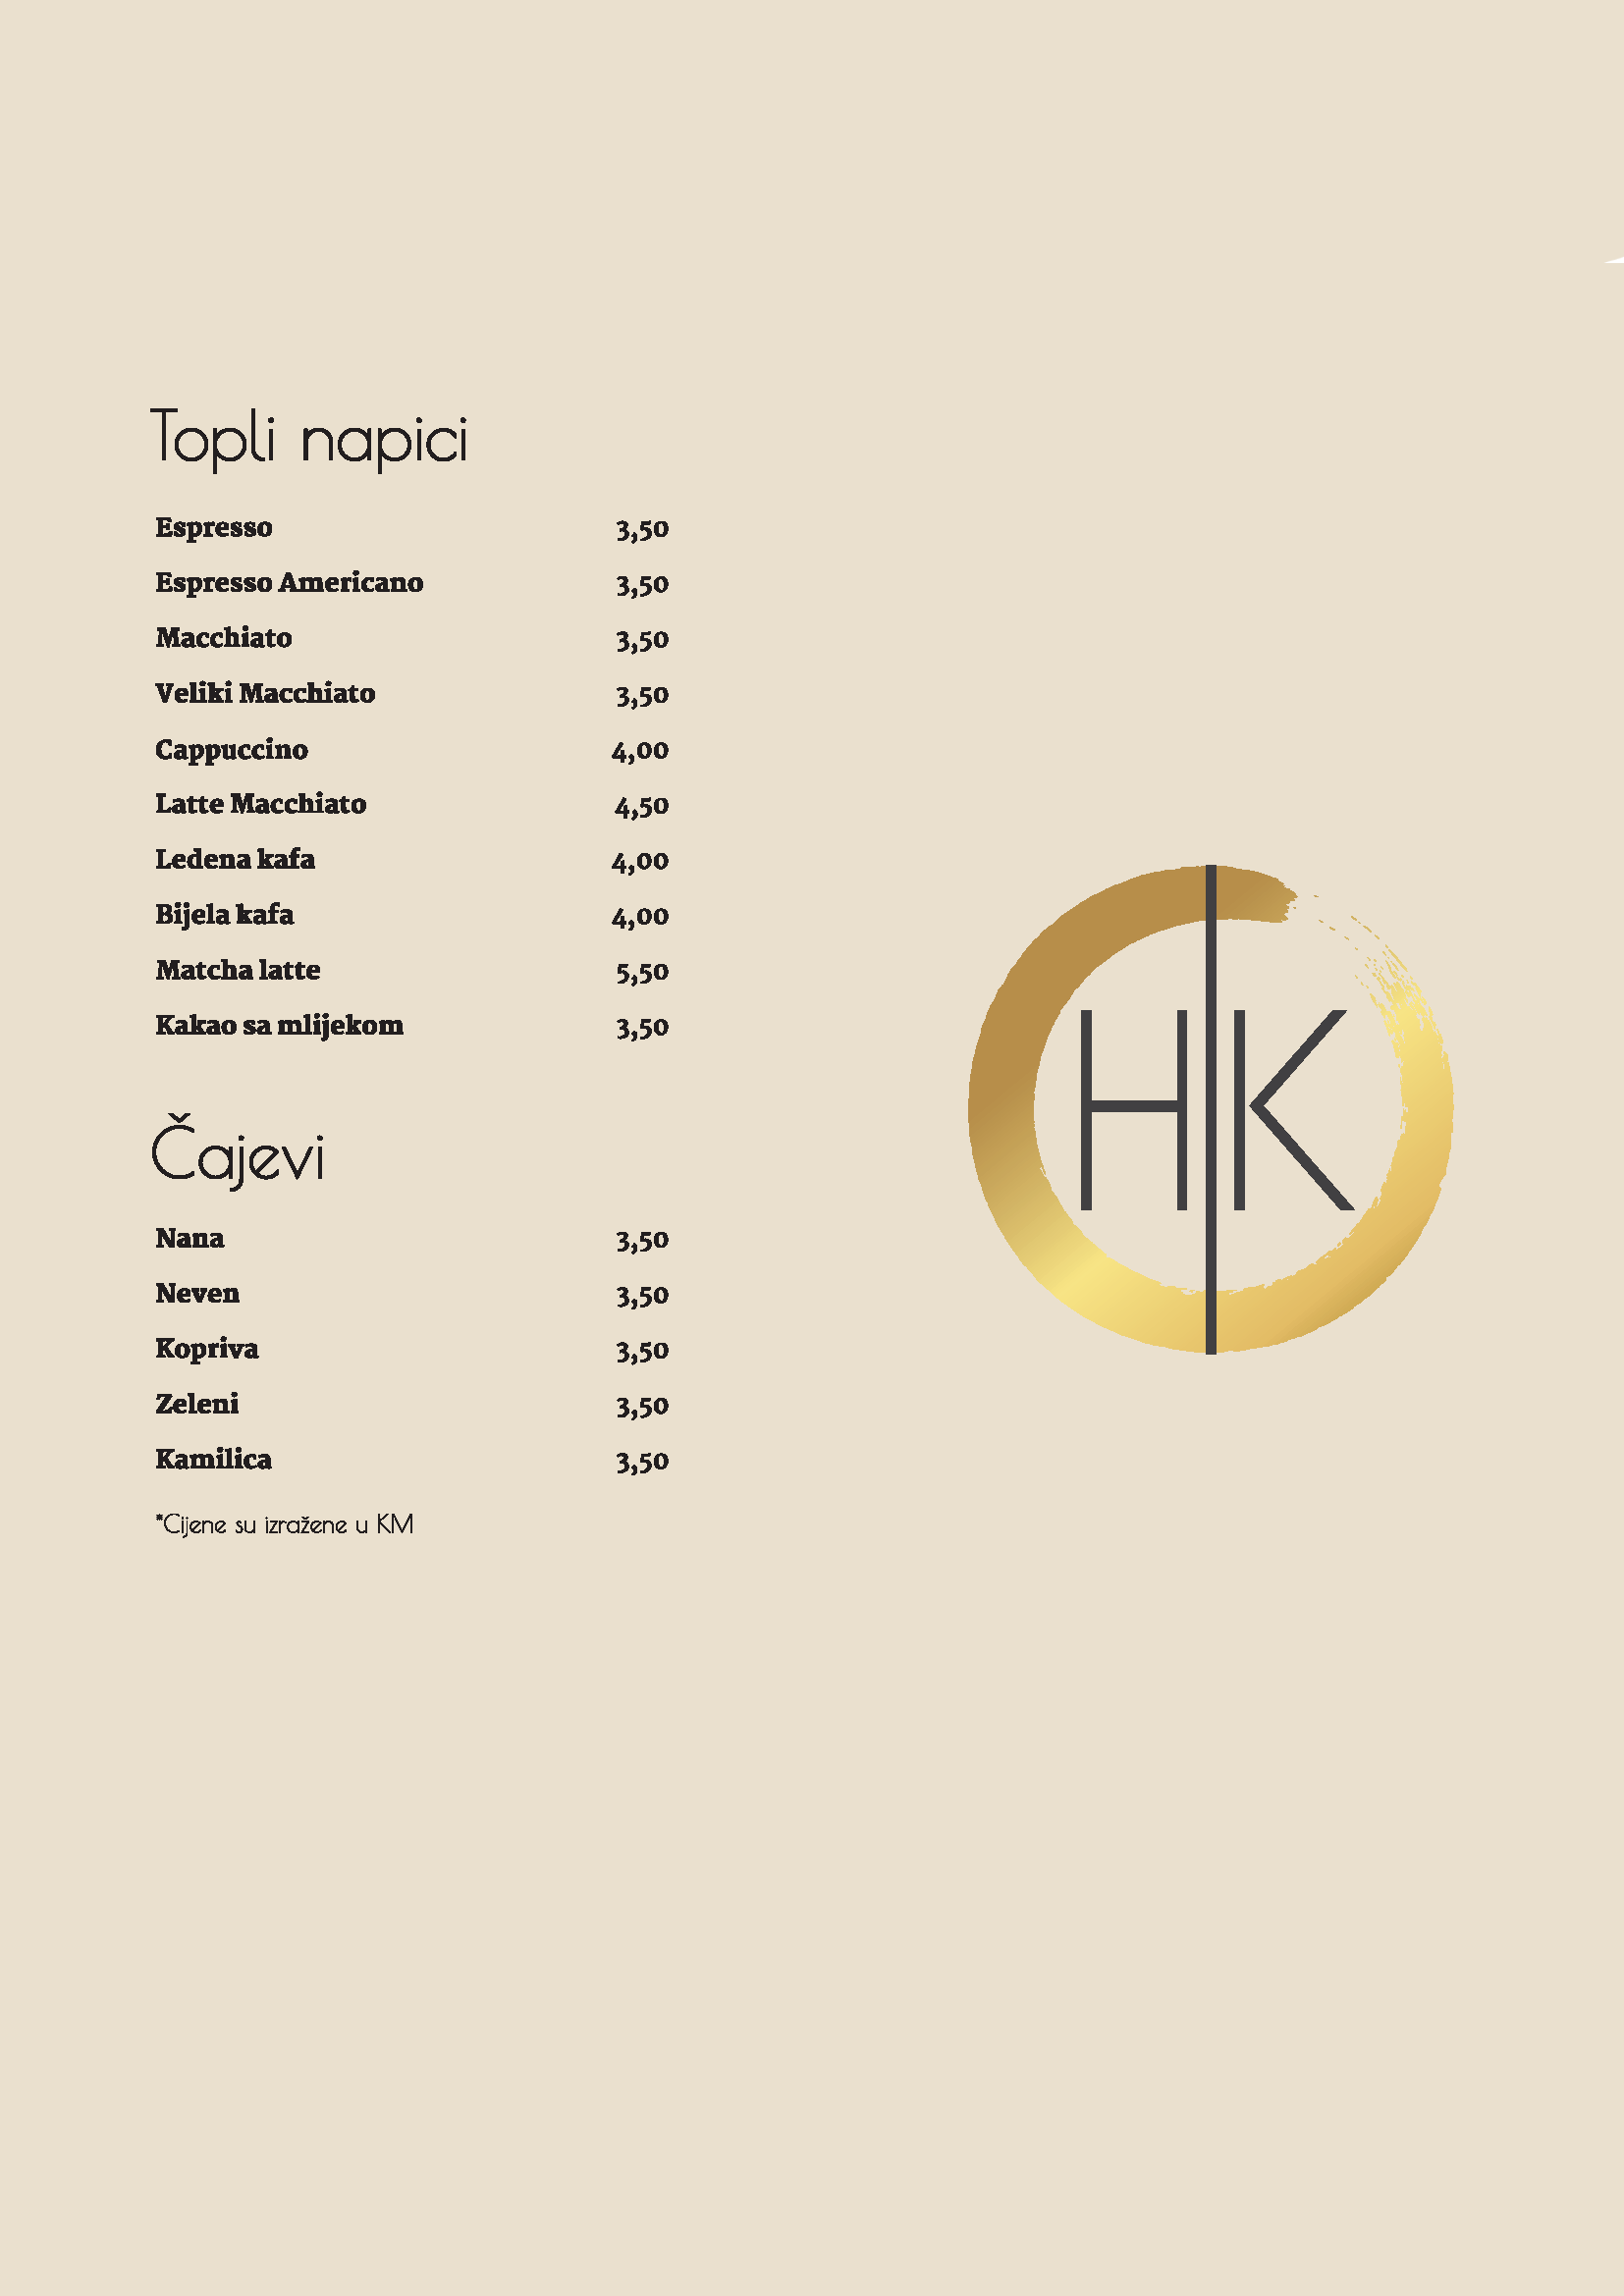 Topli napici
Espresso 3,50
Espresso Americano 3,50
Macchiato 3,50
Veliki Macchiato 3,50
Cappuccino 4,00
Latte Macchiato 4,50
Ledena kafa 4,00
Bijela kafa 4,00
Matcha latte 5,50
Kakao sa mlijekom 3,50
Čajevi
Nana 3,50
Neven 3,50
Kopriva 3,50
Zeleni 3,50
Kamilica 3,50
*Cijene su izražene u KM
H|K